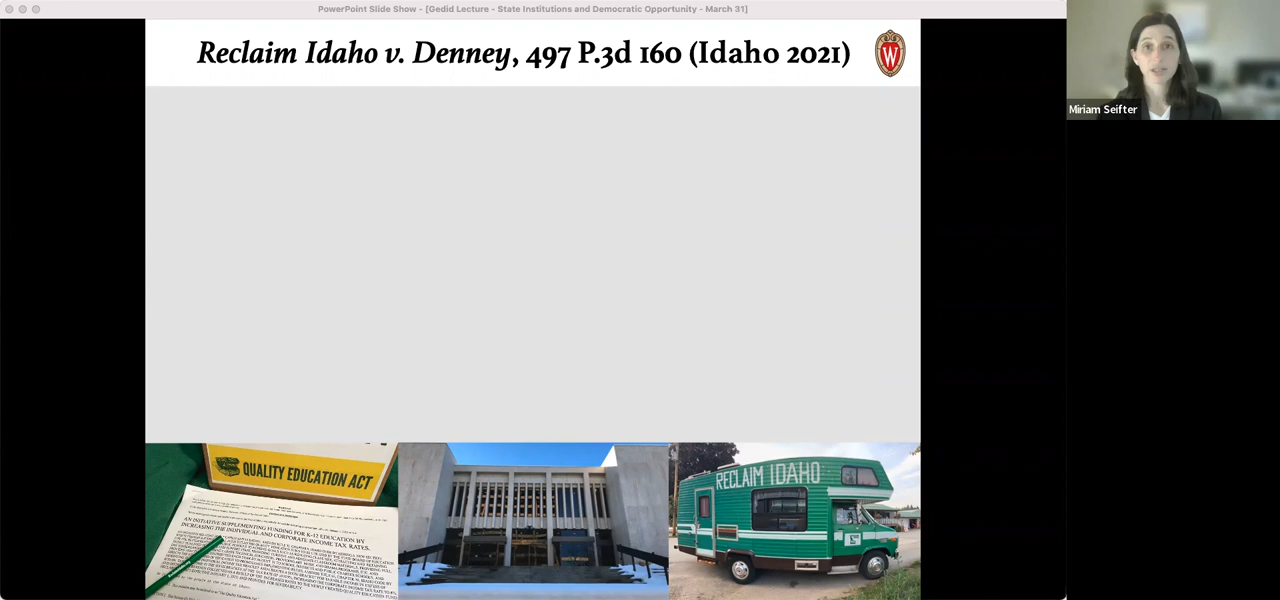 PowerPoint Slide Show - [Gedid Lecture - State Institutions and Democratic Opportunity - March 31]
Reclaim Idaho v. Denney, 497 P.3d 160 (Idaho 2021)
W
Miriam Seifter
QUALITY EDUCATION ACT
AN INITIATIVE SUPPLEMENTING FUNDING FOR K-12 EDUCATION BY
INCREASING THE INDIVIDUAL AND CORPORATE INCOME TAX RATES.
RECLAIM IDAHO